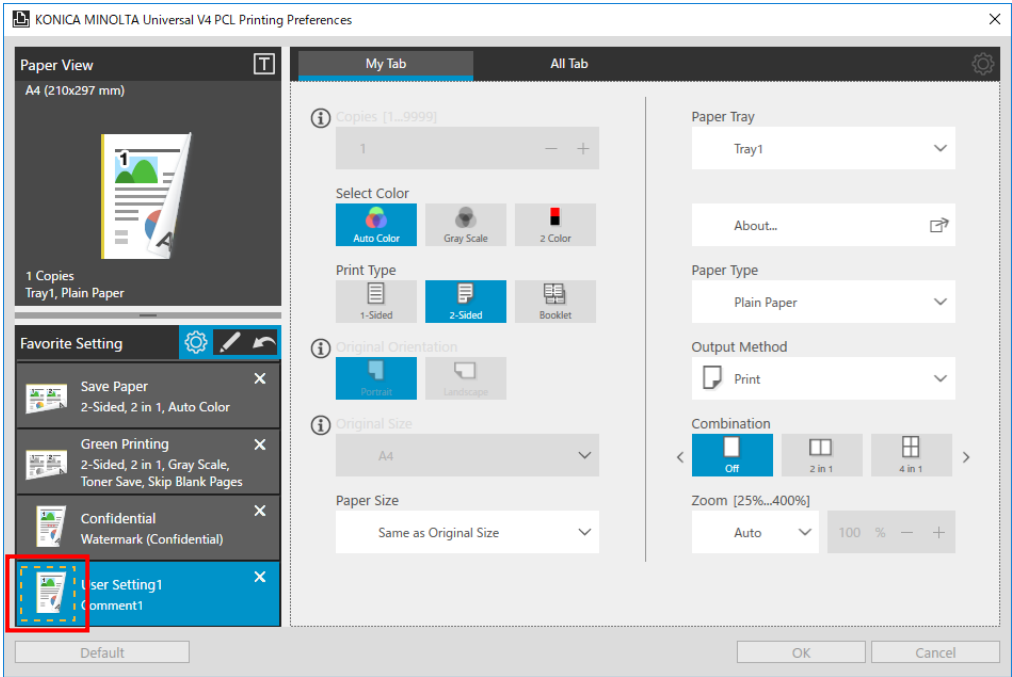 KONICA MINOLTA Universal V4 PCL Printing Preferences
Paper View
T
A4 (210x297 mm)
1
A
1 Copies
Tray1, Plain Paper
Favorite Setting
Save Paper
2-Sided, 2 in 1, Auto Color
Green Printing
2-Sided, 2 in 1, Gray Scale,
Toner Save, Skip Blank Pages
Confidential
Watermark (Confidential)
User Setting1
Comment1
My Tab
All Tab
Copies [1...9999]
1
Select Color
Auto Color
Gray Scale
2 Color
Print Type
1-Sided
2-Sided
Booklet
Original Orientation
Portrait
Landscape
Original Size
A4
Paper Size
Same as Original Size
Paper Tray
Tray1
About...
Paper Type
Plain Paper
Output Method
Print
Combination
Off
2 in 1
4 in 1
Zoom [25%...400%]
Auto
100 %
Default
OK
Cancel